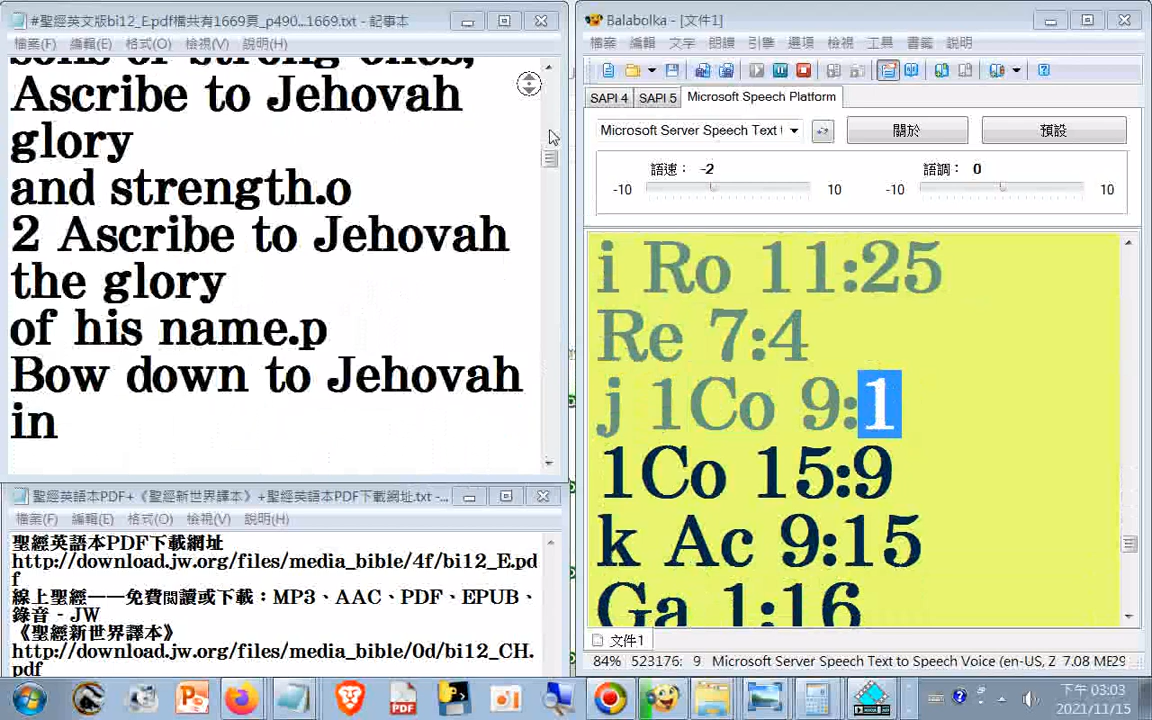 #聖經英文版bi12_E.pdf檔共有1669頁_p490...1669.txt - 記事本
檔案(F) 編輯(E) 格式(O) 檢視(V) 說明(H)
sons of strong ones,
Ascribe to Jehovah
glory
and strength.o
2 Ascribe to Jehovah
the glory
of his name.p
Bow down to Jehovah
in
聖經英語本PDF+《聖經新世界譯本》+聖經英語本PDF下載網址.txt -...
檔案(F) 編輯(E) 格式(O) 檢視(V) 說明(H)
聖經英語本PDF下載網址
http://download.jw.org/files/media_bible/4f/bi12_E.pd
f
線上聖經——免費閱讀或下載：MP3、AAC、PDF、EPUB、
錄音 - JW
《聖經新世界譯本》
http://download.jw.org/files/media_bible/0d/bi12_CH.
pdf
Balabolka - [文件1]
檔案 編輯 文字 朗讀 引擎 選項 檢視 工具 書籤 說明
SAPI 4 SAPI 5 Microsoft Speech Platform
Microsoft Server Speech Text t 關於 預設
語速： -2 語調： 0
-10 10 -10 10
i Ro 11:25
Re 7:4
j 1Co 9:1
1Co 15:9
k Ac 9:15
Ga 1:16
文件1
84% 523176: 9 Microsoft Server Speech Text to Speech Voice (en-US, Z 7.08 ME29
下午 03:03
2021/11/15